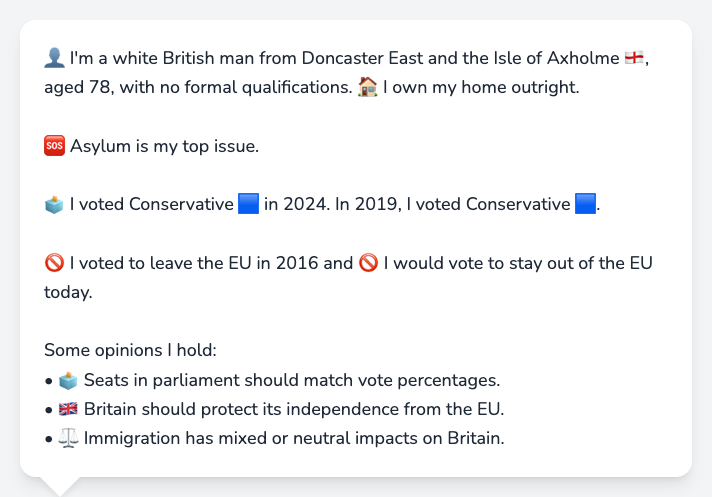 👤 I'm a white British man from Doncaster East and the Isle of Axholme 🏴󠁧󠁢󠁥󠁮󠁧󠁿,
aged 78, with no formal qualifications. 🏠 I own my home outright.
🆘 Asylum is my top issue.
🗳️ I voted Conservative 🟦 in 2024. In 2019, I voted Conservative 🟦.
🚫 I voted to leave the EU in 2016 and 🚫 I would vote to stay out of the EU
today.
Some opinions I hold:
• 🗳️ Seats in parliament should match vote percentages.
• 🇬🇧 Britain should protect its independence from the EU.
• ⚖️ Immigration has mixed or neutral impacts on Britain.